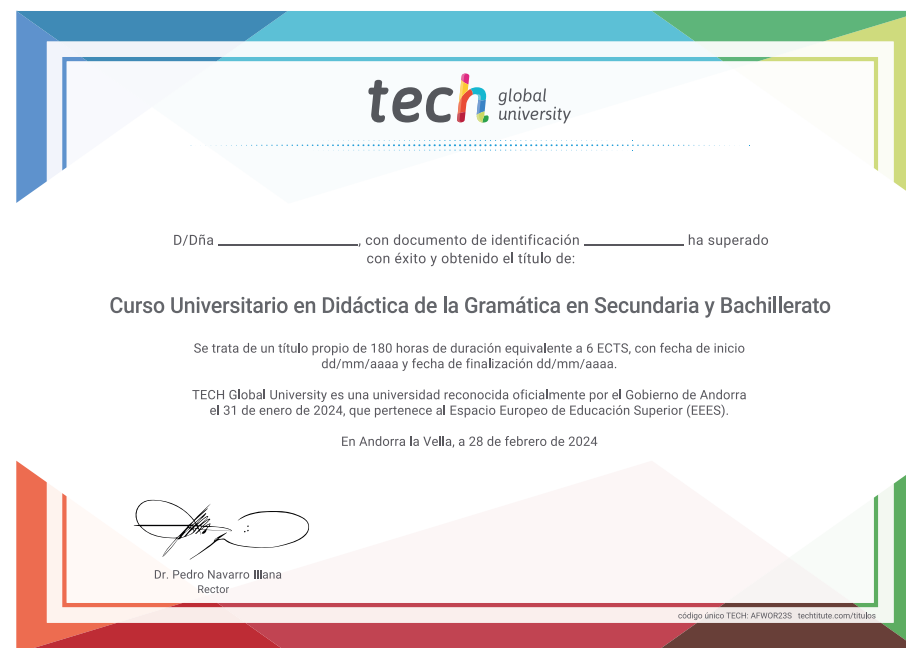 tech global university
D/Dña ____________________, con documento de identificación ______________ ha superado
con éxito y obtenido el título de:
Curso Universitario en Didáctica de la Gramática en Secundaria y Bachillerato
Se trata de un título propio de 180 horas de duración equivalente a 6 ECTS, con fecha de inicio
dd/mm/aaaa y fecha de finalización dd/mm/aaaa.
TECH Global University es una universidad reconocida oficialmente por el Gobierno de Andorra
el 31 de enero de 2024, que pertenece al Espacio Europeo de Educación Superior (EEES).
En Andorra la Vella, a 28 de febrero de 2024
Dr. Pedro Navarro Illana
Rector
código único TECH: AFWOR23S techtitute.com/titulos